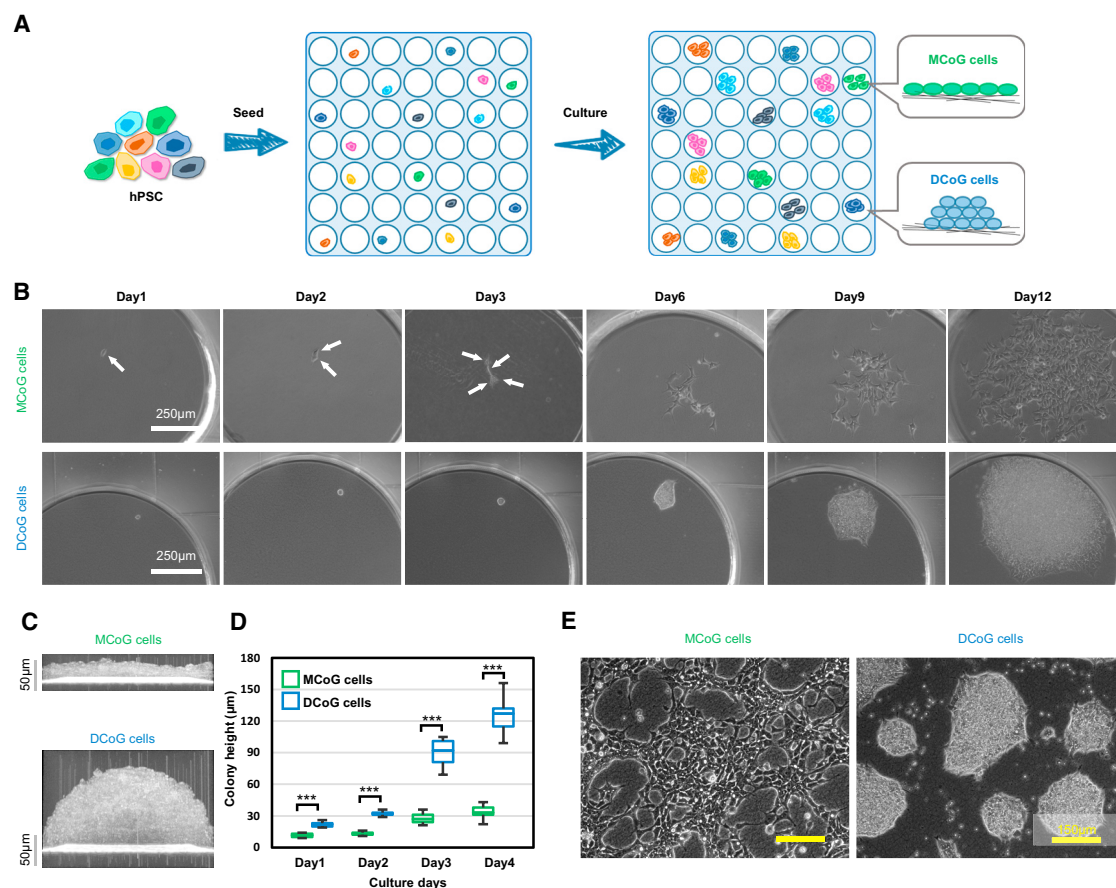 A
hPSC
Seed
Culture
MCoG cells
DCoG cells
B
Day1
Day2
Day3
Day6
Day9
Day12
MCoG cells
250μm
DCoG cells
250μm
C
MCoG cells
50μm
DCoG cells
50μm
D
Colony height (μm)
180
150
120
90
60
30
0
MCoG cells
DCoG cells
***
***
***
***
Day1
Day2
Day3
Day4
Culture days
E
MCoG cells
DCoG cells
150μm